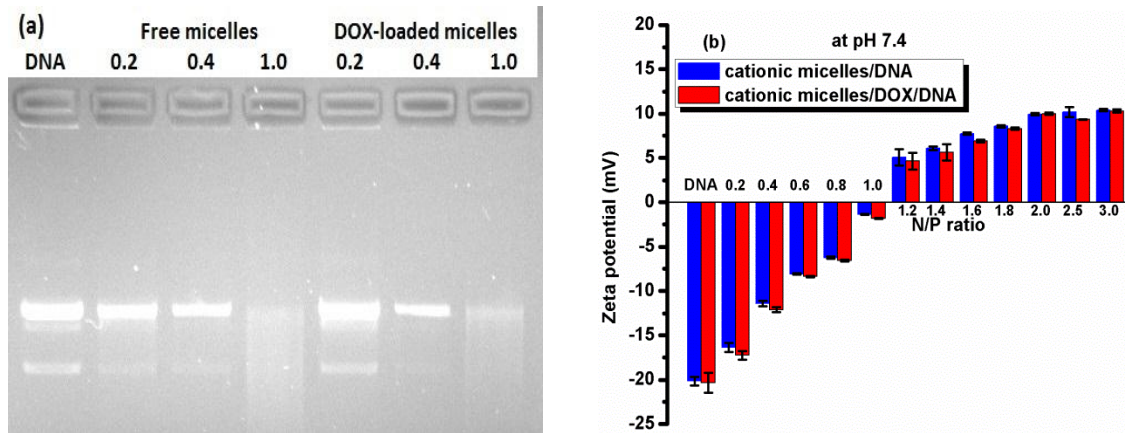 (a)
Free micelles DOX-loaded micelles
DNA 0.2 0.4 1.0 0.2 0.4 1.0
(b) at pH 7.4
cationic micelles/DNA
cationic micelles/DOX/DNA
Zeta potential (mV)
20
15
10
5
0
-5
-10
-15
-20
-25
DNA 0.2 0.4 0.6 0.8 1.0
1.2 1.4 1.6 1.8 2.0 2.5 3.0
N/P ratio